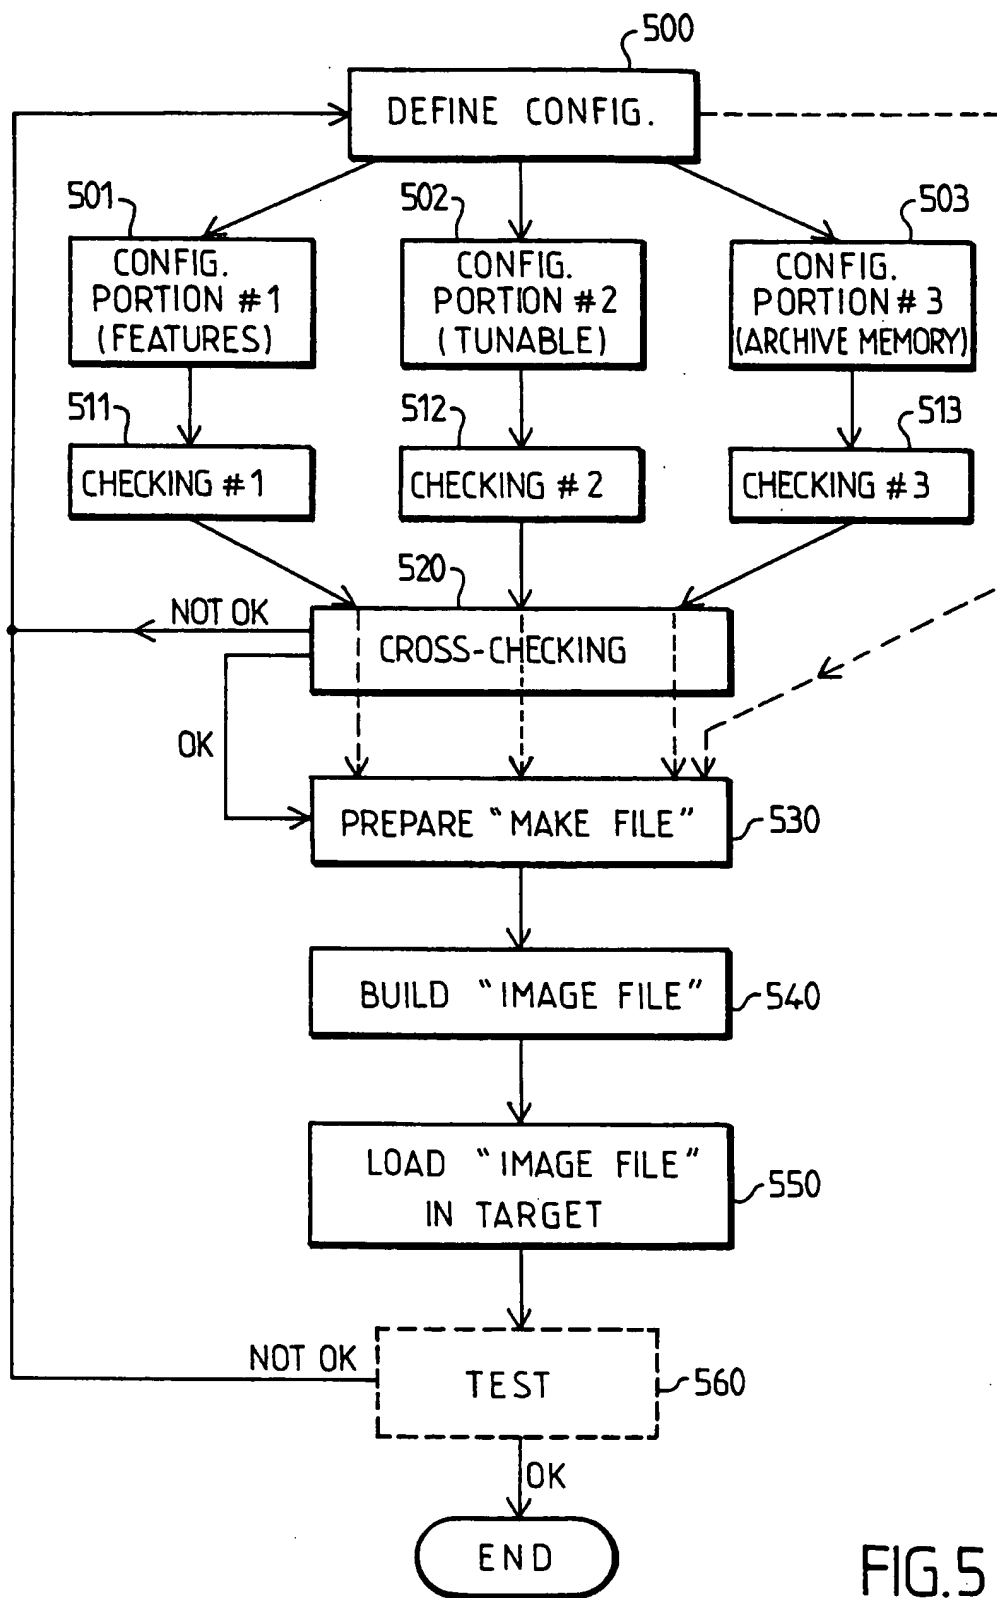 500
DEFINE CONFIG.
501
502
503
CONFIG.
PORTION #1
(FEATURES)
CONFIG.
PORTION #2
(TUNABLE)
CONFIG.
PORTION #3
(ARCHIVE MEMORY)
511
512
513
CHECKING #1
CHECKING #2
CHECKING #3
520
NOT OK
CROSS-CHECKING
OK
PREPARE "MAKE FILE"
530
BUILD "IMAGE FILE"
540
LOAD "IMAGE FILE"
IN TARGET
550
NOT OK
TEST
560
OK
END
FIG.5